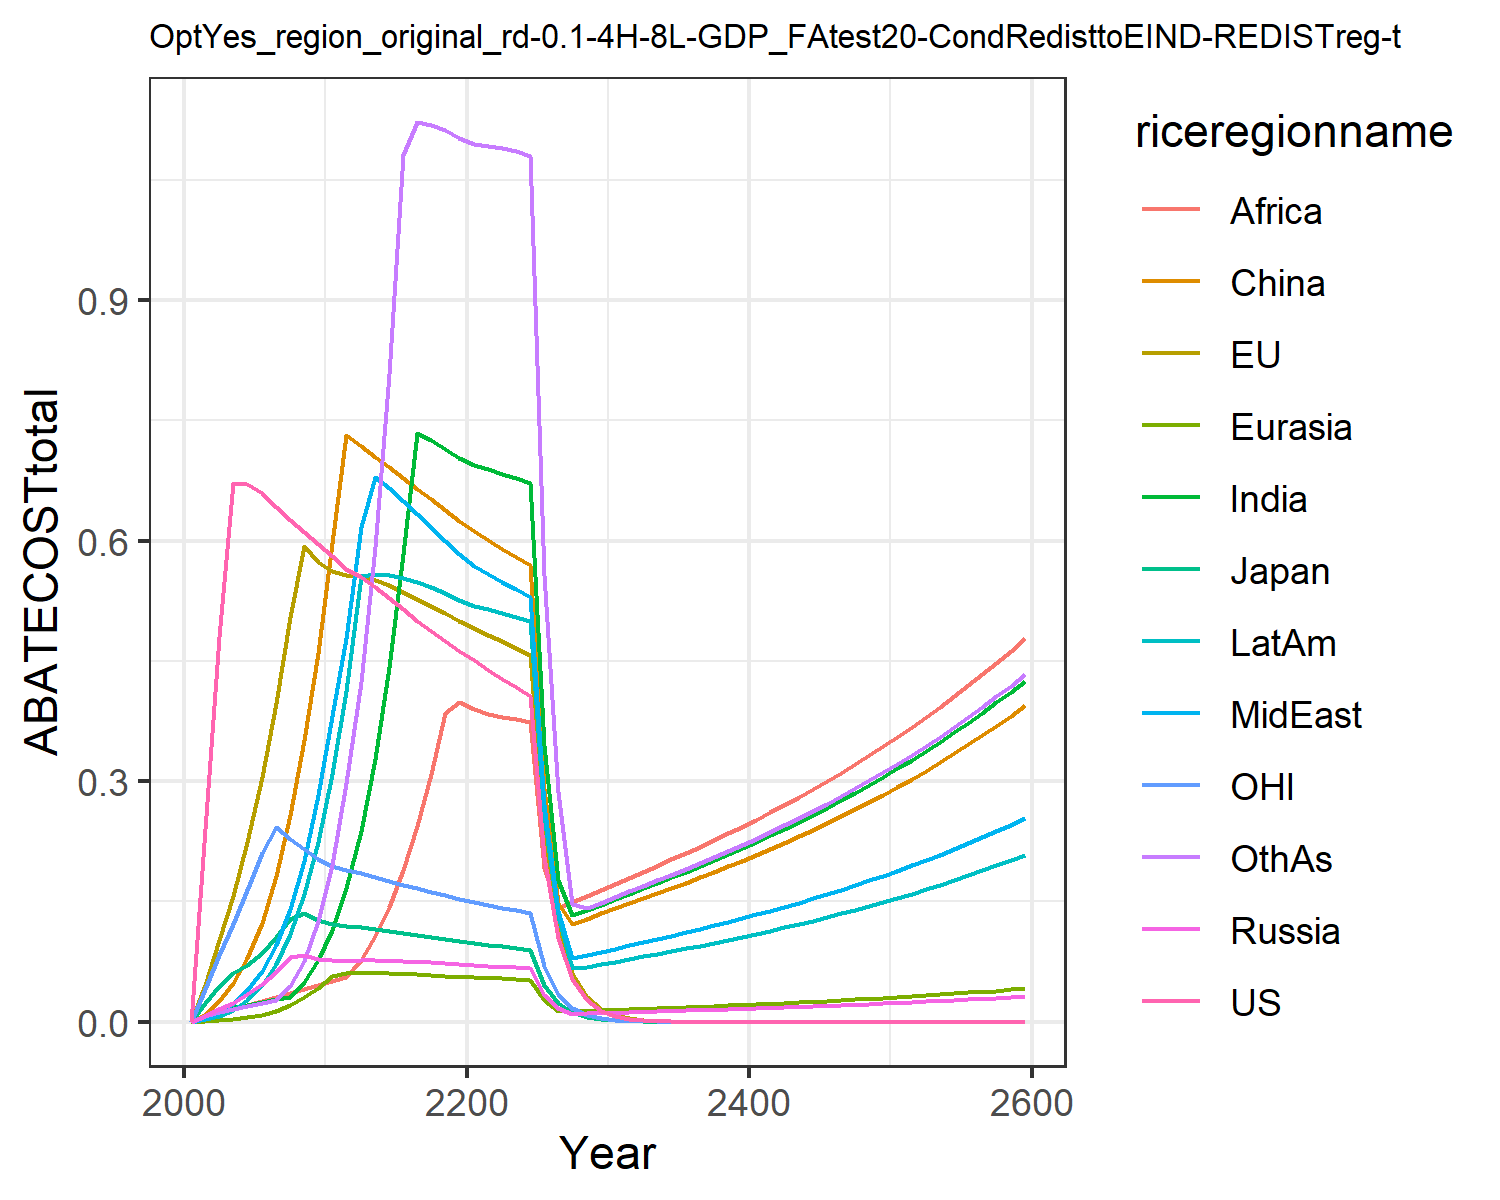 OptYes_region_original_rd-0.1-4H-8L-GDP_FAtest20-CondRedisttoEIND-REDISTreg-t
ABATECOSTtotal
0.9
0.6
0.3
0.0
2000
2200
2400
2600
Year
riceregionname
Africa
China
EU
Eurasia
India
Japan
LatAm
MidEast
OHI
OthAs
Russia
US